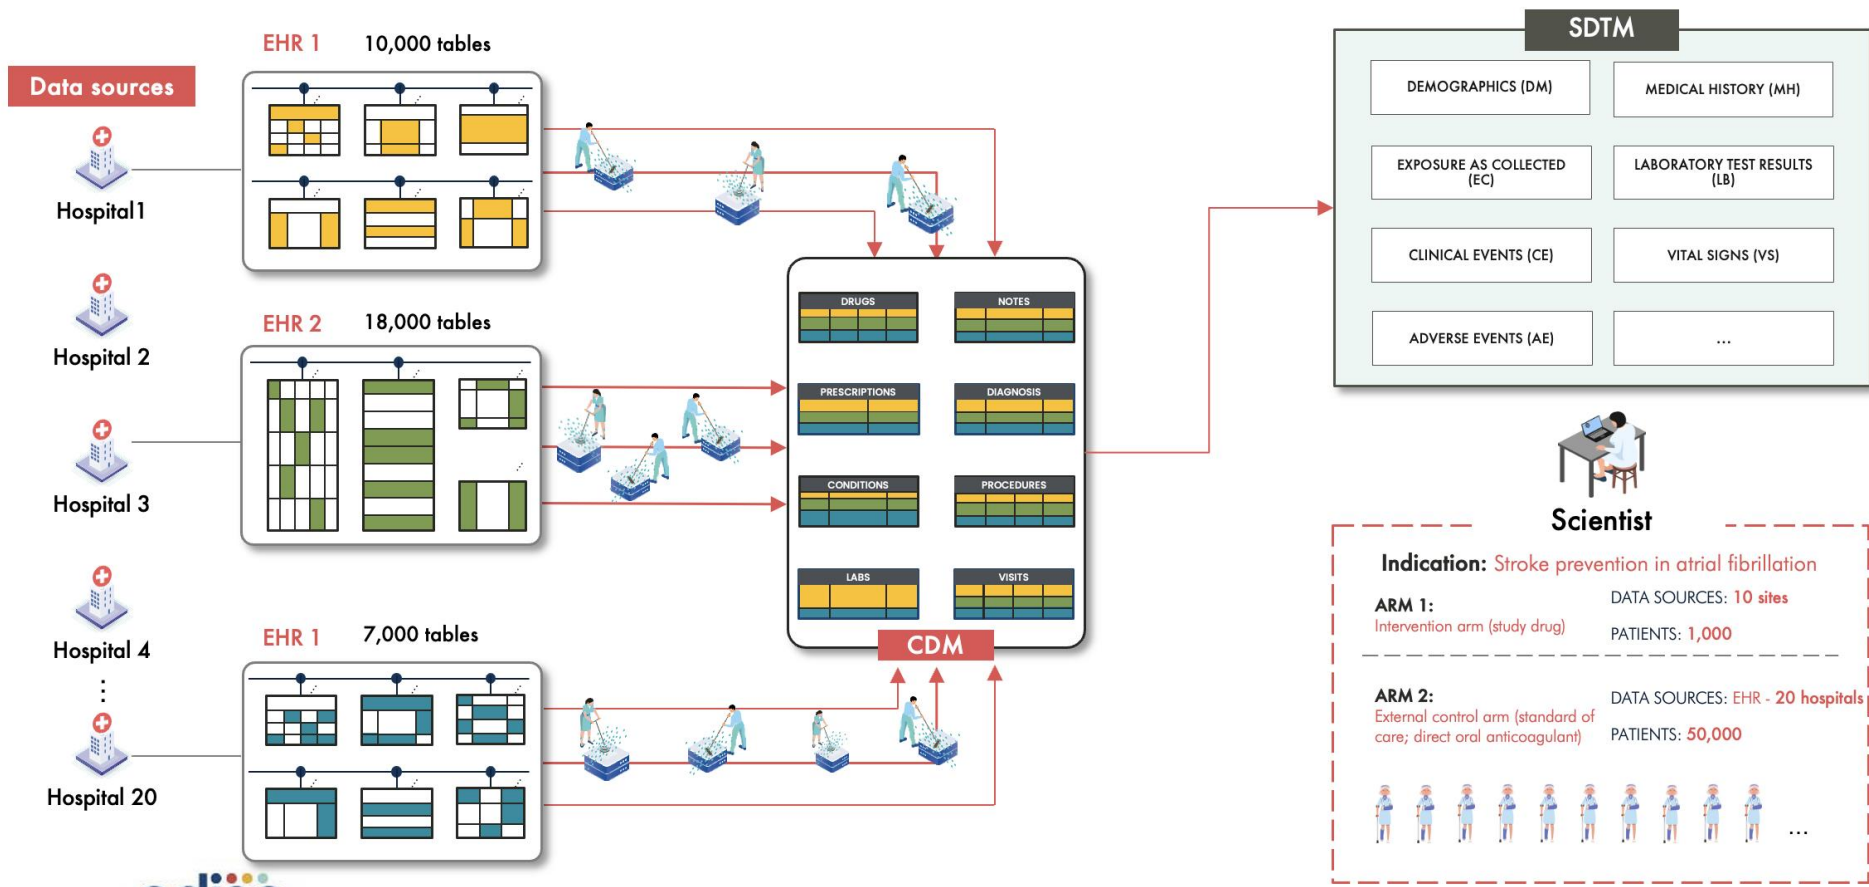 Data sources
Hospital1
Hospital 2
Hospital 3
Hospital 4
Hospital 20
EHR 1 10,000 tables
EHR 2 18,000 tables
EHR 1 7,000 tables
DRUGS
NOTES
PRESCRIPTIONS
DIAGNOSIS
CONDITIONS
PROCEDURES
LABS
VISITS
CDM
SDTM
DEMOGRAPHICS (DM)
MEDICAL HISTORY (MH)
EXPOSURE AS COLLECTED
(EC)
LABORATORY TEST RESULTS
(LB)
CLINICAL EVENTS (CE)
VITAL SIGNS (VS)
ADVERSE EVENTS (AE)
...
Scientist
Indication: Stroke prevention in atrial fibrillation
ARM 1:
Intervention arm (study drug)
DATA SOURCES: 10 sites
PATIENTS: 1,000
ARM 2:
External control arm (standard of
care; direct oral anticoagulant)
DATA SOURCES: EHR - 20 hospitals
PATIENTS: 50,000
...